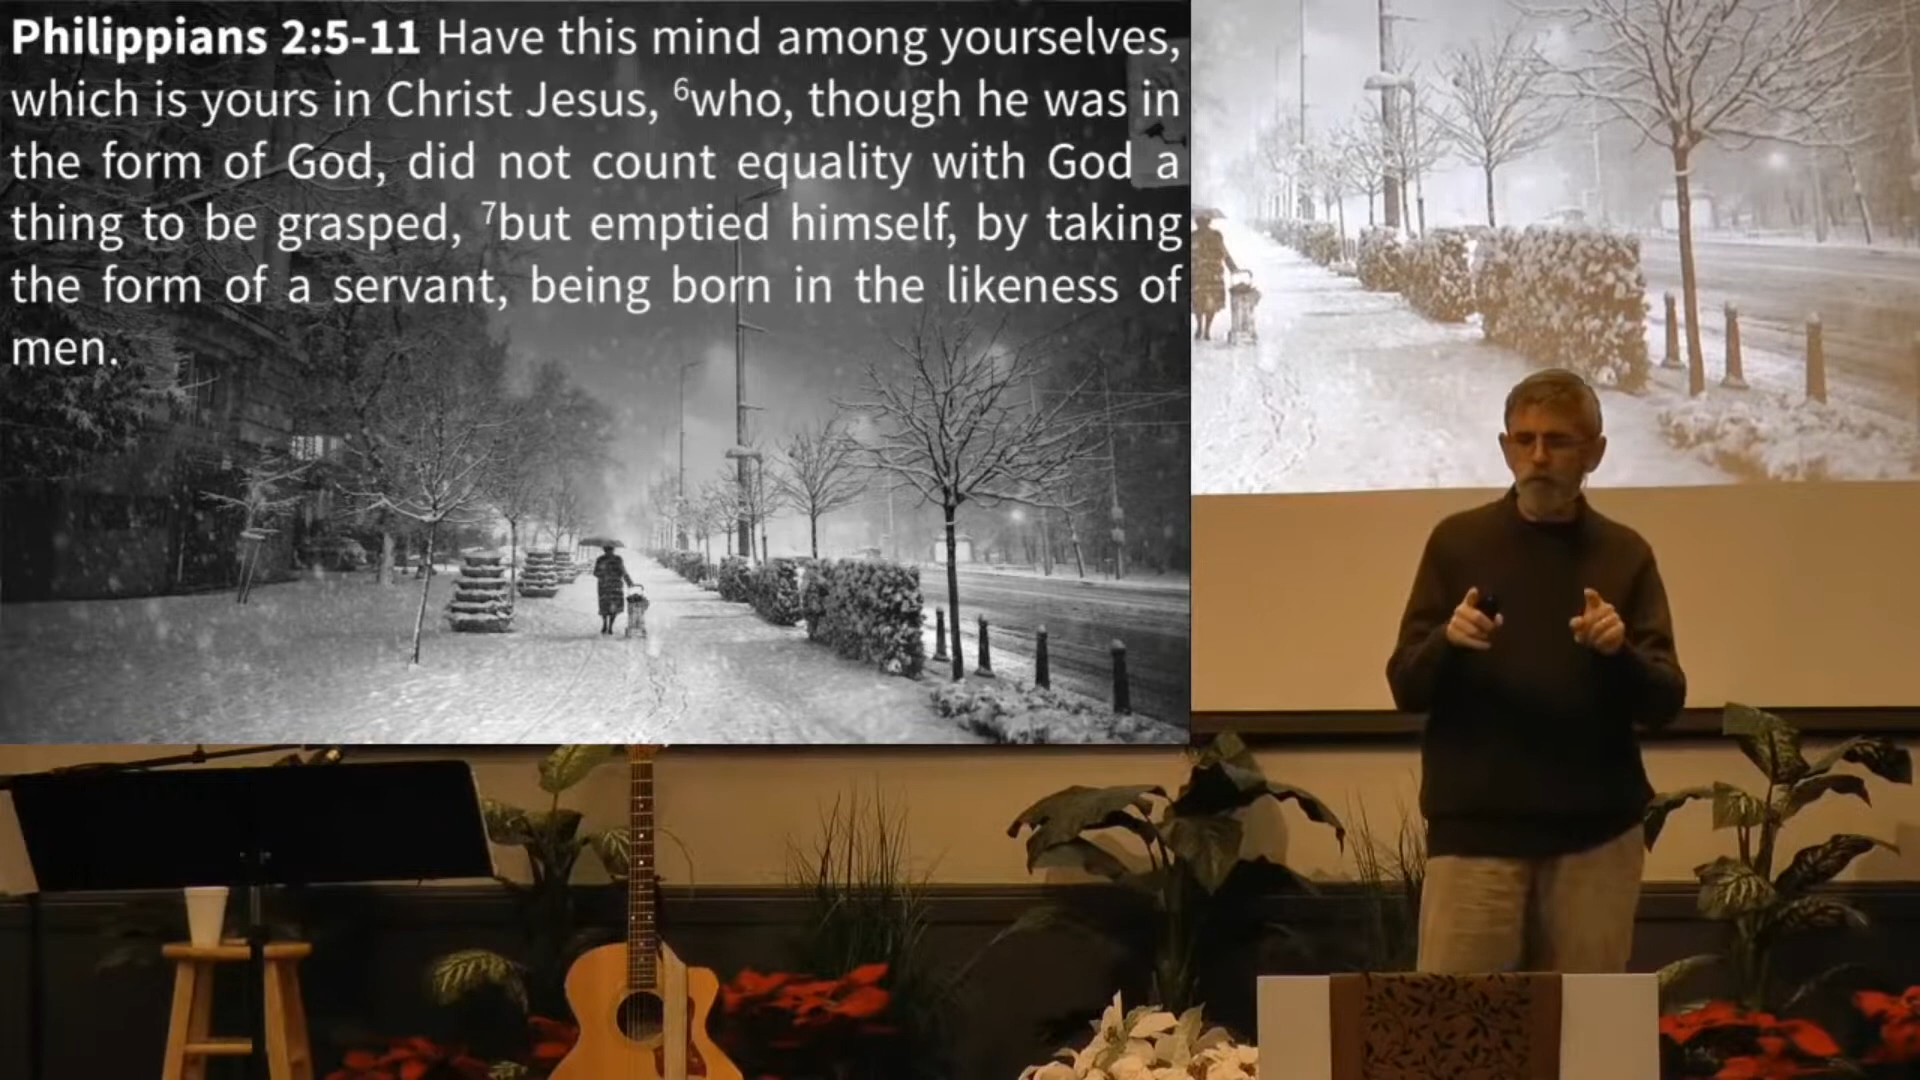 Philippians 2:5-11 Have this mind among yourselves,
which is yours in Christ Jesus, ⁶who, though he was in
the form of God, did not count equality with God a
thing to be grasped, ⁷but emptied himself, by taking
the form of a servant, being born in the likeness of
men.